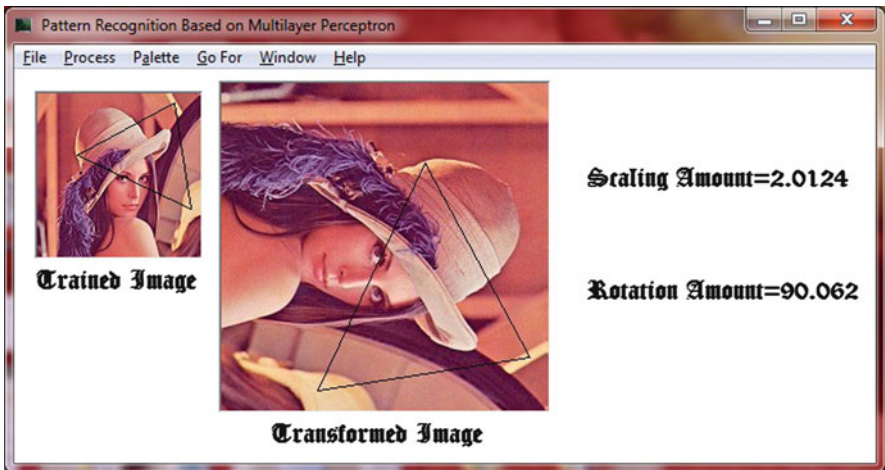 Pattern Recognition Based on Multilayer Perceptron
File Process Palette Go For Window Help
Scaling Amount=2.0124
Trained Image
Rotation Amount=90.062
Transformed Image